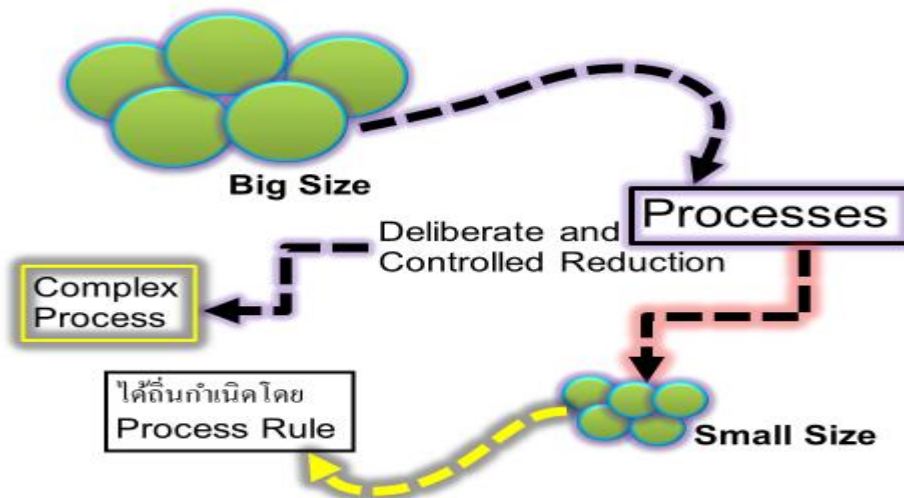 Big Size
Processes
Deliberate and
Controlled Reduction
Complex
Process
ได้ถิ่นกำเนิดโดย
Process Rule
Small Size